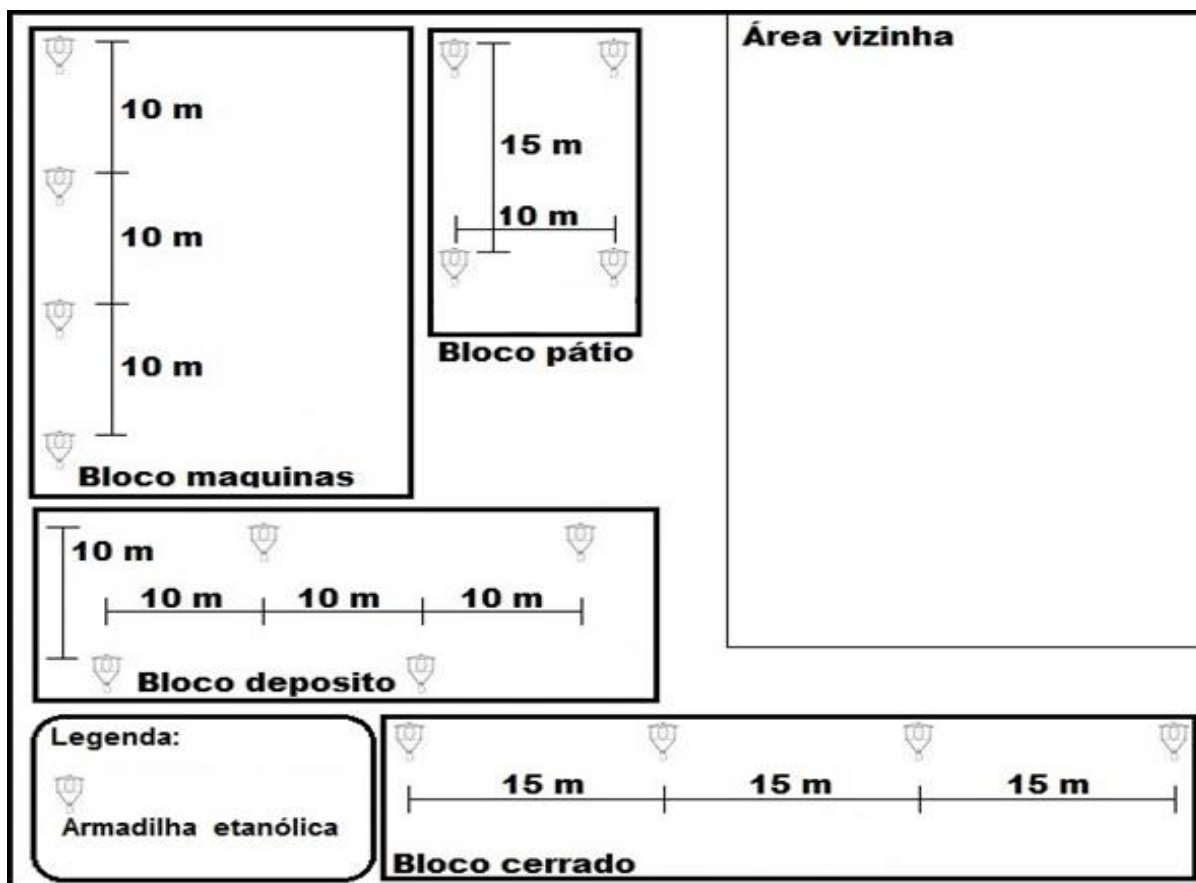 10 m
10 m
10 m
Bloco maquinas
15 m
10 m
Bloco pátio
Área vizinha
10 m
10 m
10 m
10 m
Bloco deposito
Legenda:
Armadilha etanólica
15 m
15 m
15 m
Bloco cerrado